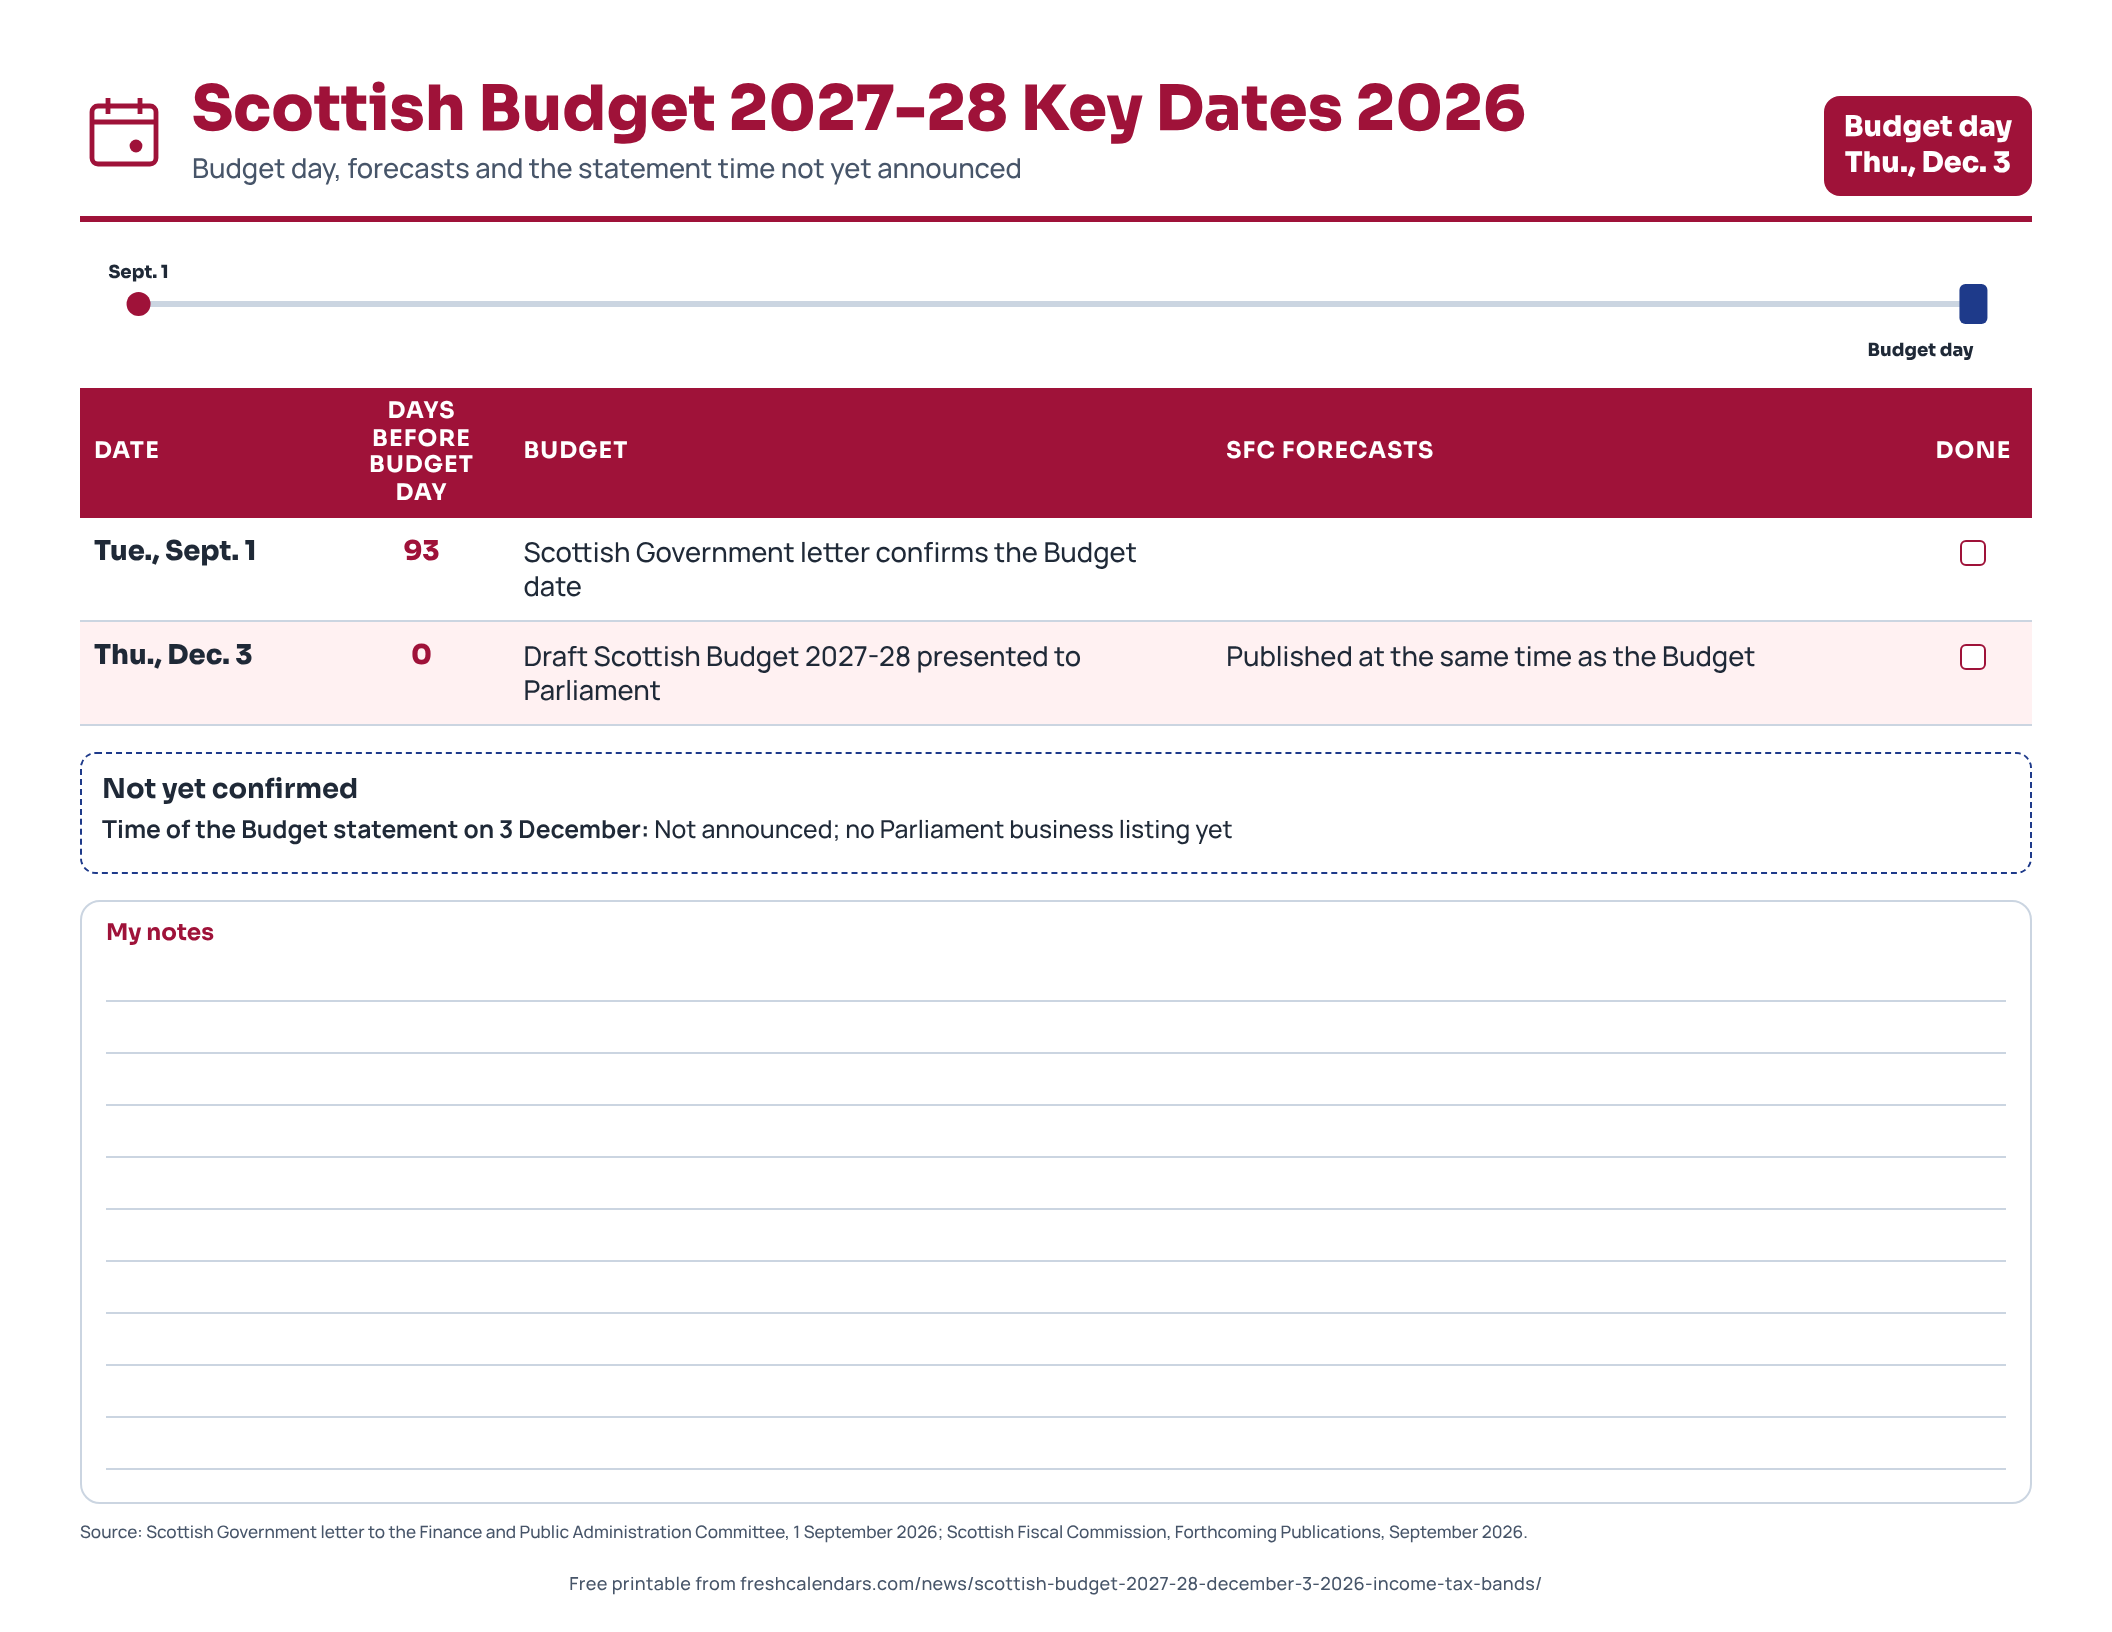 Scottish Budget 2027–28 Key Dates 2026
Budget day, forecasts and the statement time not yet announced
Budget day
Thu., Dec. 3
Sept. 1
Budget day
DATE
DAYS
BEFORE
BUDGET
DAY
BUDGET
SFC FORECASTS
DONE
Tue., Sept. 1
93
Scottish Government letter confirms the Budget
date
Thu., Dec. 3
0
Draft Scottish Budget 2027-28 presented to
Parliament
Published at the same time as the Budget
Not yet confirmed
Time of the Budget statement on 3 December: Not announced; no Parliament business listing yet
My notes
Source: Scottish Government letter to the Finance and Public Administration Committee, 1 September 2026; Scottish Fiscal Commission, Forthcoming Publications, September 2026.
Free printable from freshcalendars.com/news/scottish-budget-2027-28-december-3-2026-income-tax-bands/